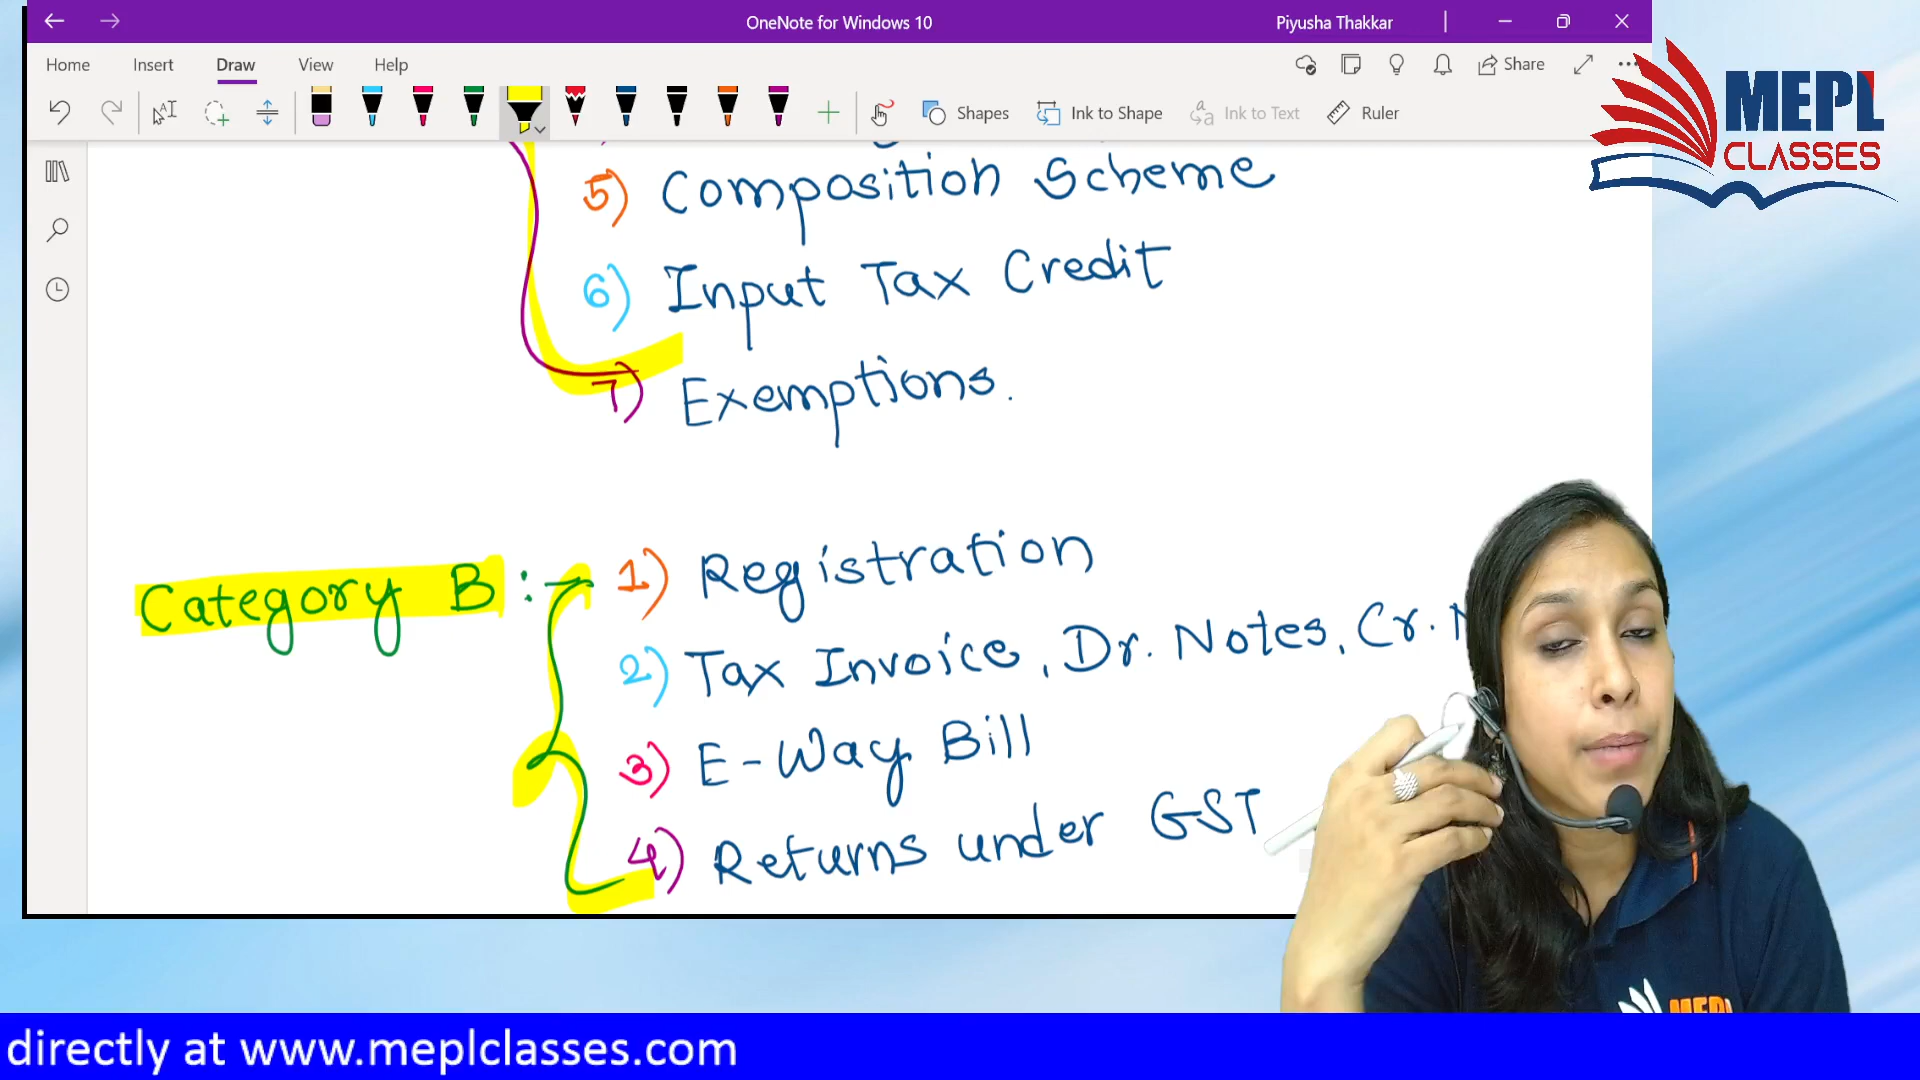 OneNote for Windows 10
Piyusha Thakkar
Home Insert Draw View Help
Share
Shapes Ink to Shape Ink to Text Ruler
MEPL
CLASSES
5) Composition Scheme
6) Input Tax Credit
7) Exemptions.
Category B :-
1) Registration
2) Tax Invoice, Dr. Notes, Cr. N
3) E-Way Bill
4) Returns under GST
MEPL
directly at www.meplclasses.com